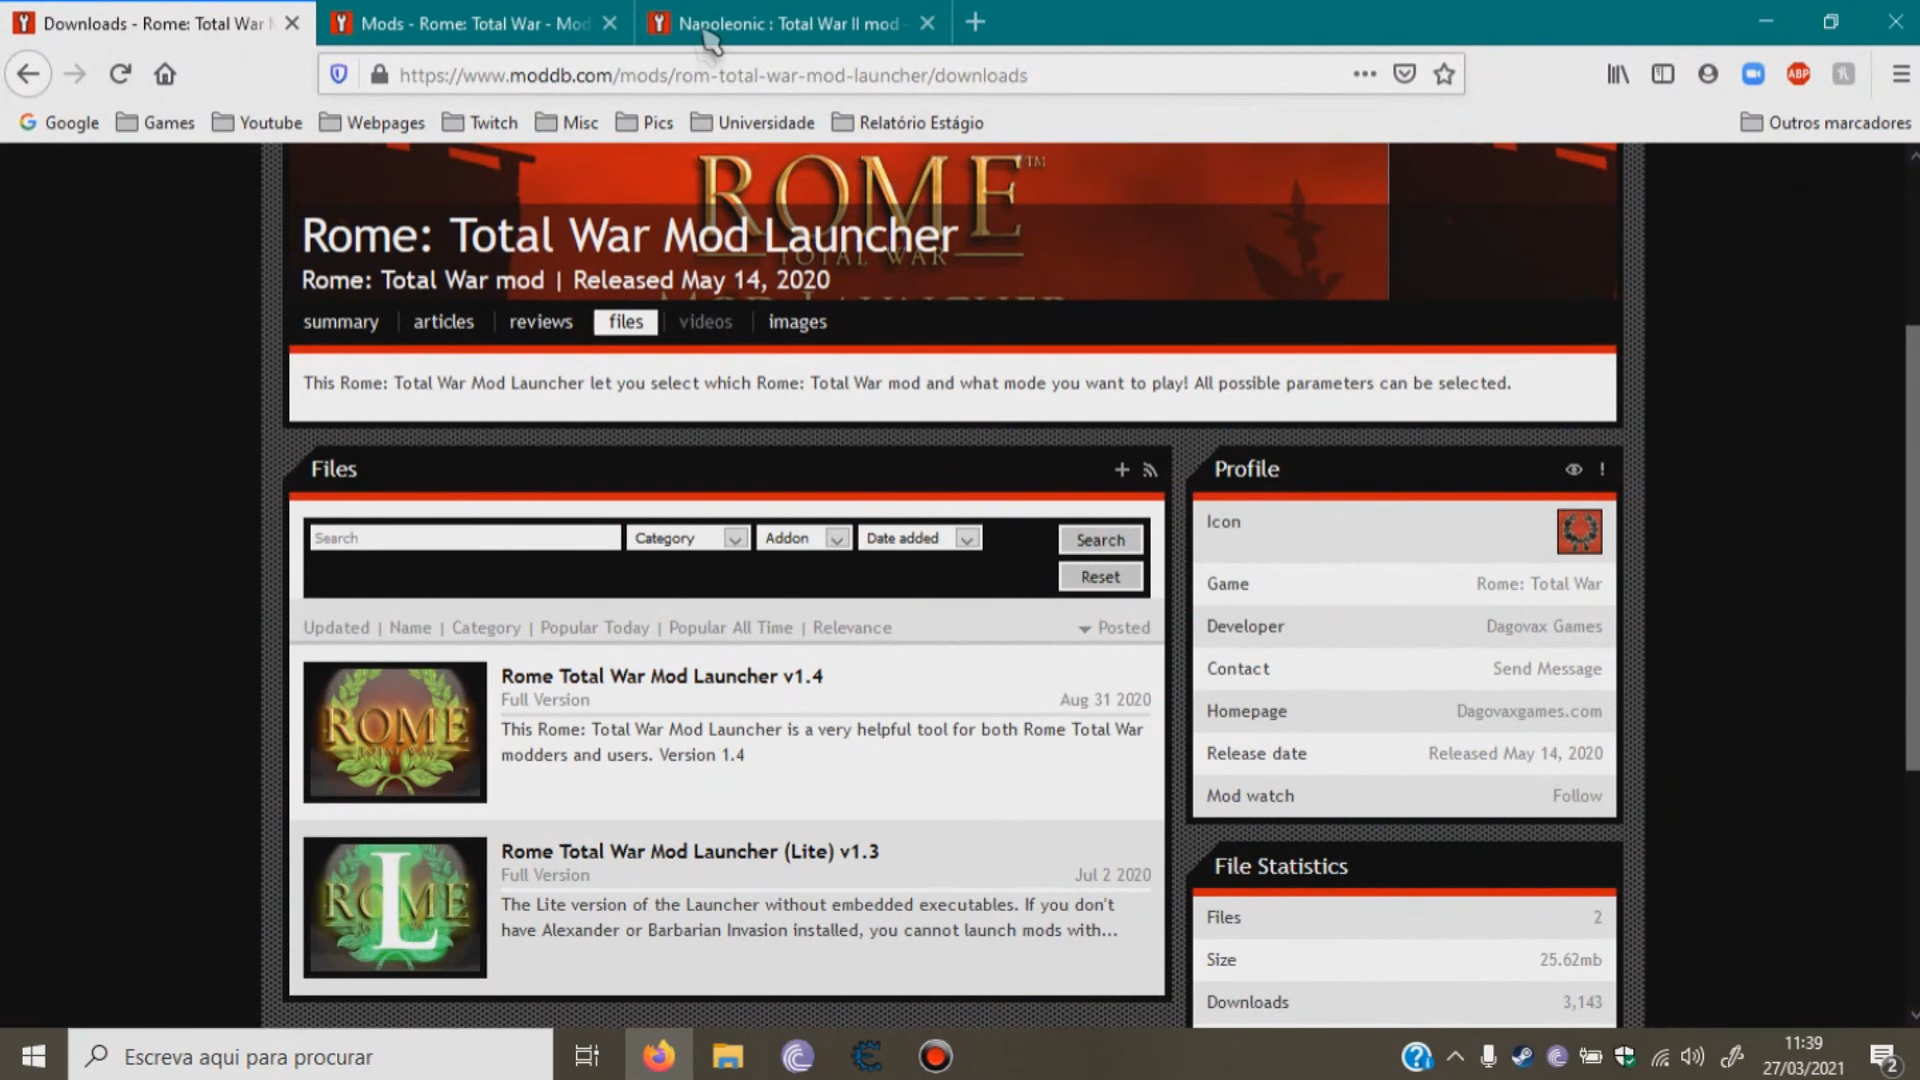 Downloads - Rome: Total War M
Mods - Rome: Total War - Mod
Napoleonic : Total War II mod -
https://www.moddb.com/mods/rom-total-war-mod-launcher/downloads
ABP
Google
Games
Youtube
Webpages
Twitch
Misc
Pics
Universidade
Relatório Estágio
Outros marcadores
ROME™
TOTAL WAR
MOD LAUNCHER
Rome: Total War Mod Launcher
Rome: Total War mod | Released May 14, 2020
summary | articles | reviews files | videos | images
This Rome: Total War Mod Launcher let you select which Rome: Total War mod and what mode you want to play! All possible parameters can be selected.
Files
Search
Category
Addon
Date added
Search
Reset
Updated | Name | Category | Popular Today | Popular All Time | Relevance
Posted
ROME
TOTAL WAR
Rome Total War Mod Launcher v1.4
Full Version
Aug 31 2020
This Rome: Total War Mod Launcher is a very helpful tool for both Rome Total War
modders and users. Version 1.4
ROME
L
Rome Total War Mod Launcher (Lite) v1.3
Full Version
Jul 2 2020
The Lite version of the Launcher without embedded executables. If you don't
have Alexander or Barbarian Invasion installed, you cannot launch mods with...
Profile
Icon
Game
Rome: Total War
Developer
Dagovax Games
Contact
Send Message
Homepage
Dagovaxgames.com
Release date
Released May 14, 2020
Mod watch
Follow
File Statistics
Files
2
Size
25.62mb
Downloads
3,143
Escreva aqui para procurar
11:39
27/03/2021
2